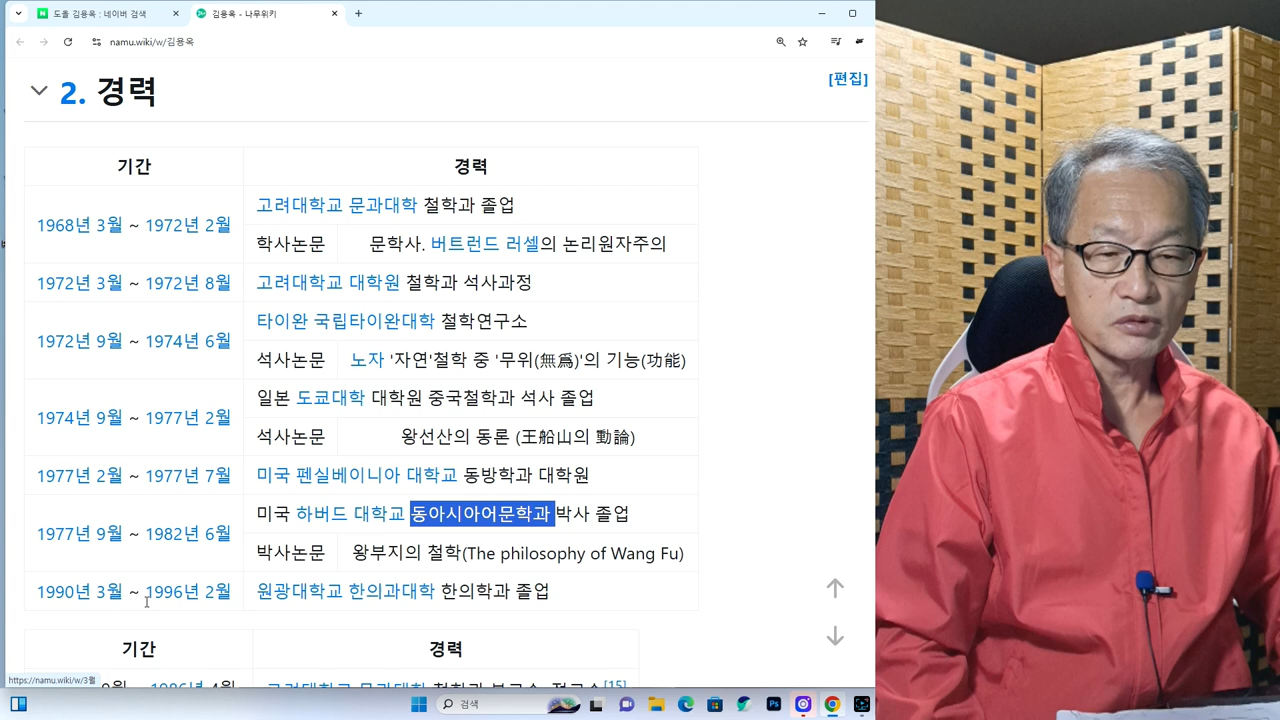 도올 김용옥 : 네이버 검색
김용옥 - 나무위키
namu.wiki/w/김용옥
2. 경력
[편집]
기간 경력
1968년 3월 ~ 1972년 2월 고려대학교 문과대학 철학과 졸업
학사논문 문학사. 버트런드 러셀의 논리원자주의
1972년 3월 ~ 1972년 8월 고려대학교 대학원 철학과 석사과정
1972년 9월 ~ 1974년 6월 타이완 국립타이완대학 철학연구소
석사논문 노자 '자연'철학 중 '무위(無爲)'의 기능(功能)
1974년 9월 ~ 1977년 2월 일본 도쿄대학 대학원 중국철학과 석사 졸업
석사논문 왕선산의 동론 (王船山의 動論)
1977년 2월 ~ 1977년 7월 미국 펜실베이니아 대학교 동방학과 대학원
1977년 9월 ~ 1982년 6월 미국 하버드 대학교 동아시아어문학과 박사 졸업
박사논문 왕부지의 철학(The philosophy of Wang Fu)
1990년 3월 ~ 1996년 2월 원광대학교 한의과대학 한의학과 졸업
기간 경력
https://namu.wiki/w/3월
[15]
검색
Ps